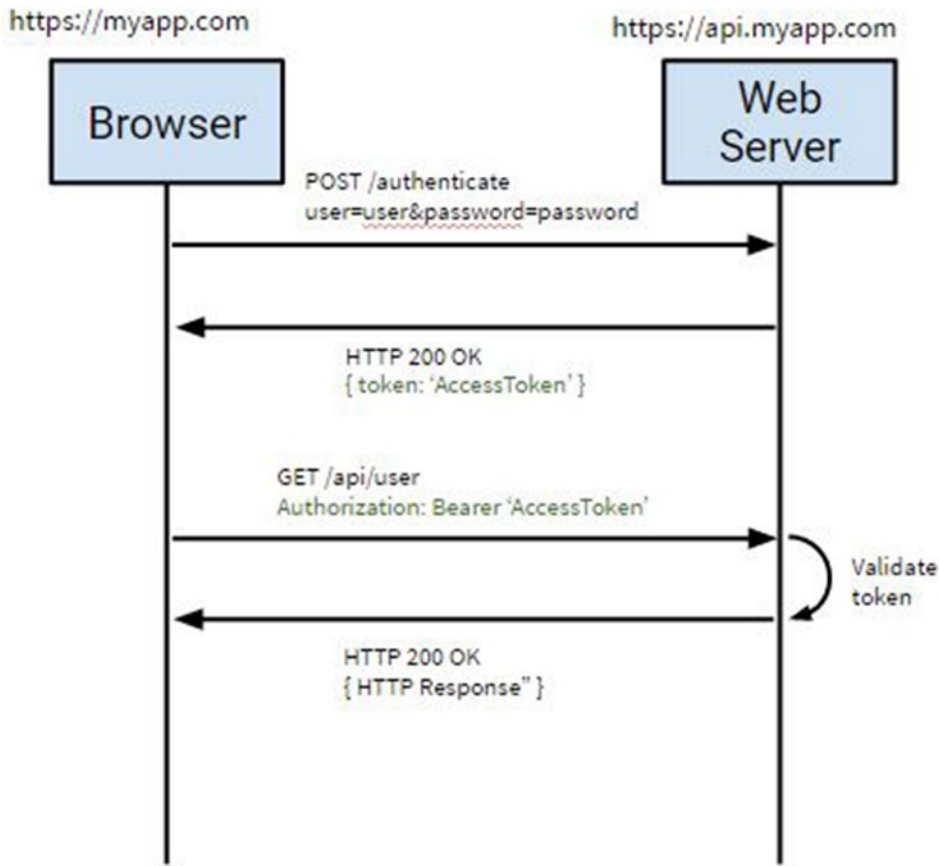 https://myapp.com
https://api.myapp.com
Browser
Web
Server
POST /authenticate
user=user&password=password
HTTP 200 OK
{ token: ‘AccessToken’ }
GET /api/user
Authorization: Bearer ‘AccessToken’
Validate
token
HTTP 200 OK
{ HTTP Response” }